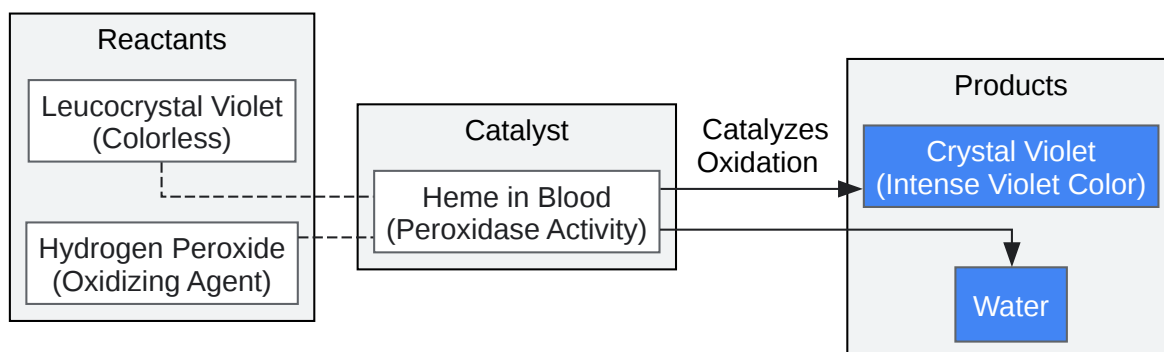 Reactants
Leucocrystal Violet
(Colorless)
Hydrogen Peroxide
(Oxidizing Agent)
Catalyst
Heme in Blood
(Peroxidase Activity)
Catalyzes
Oxidation
Products
Crystal Violet
(Intense Violet Color)
Water